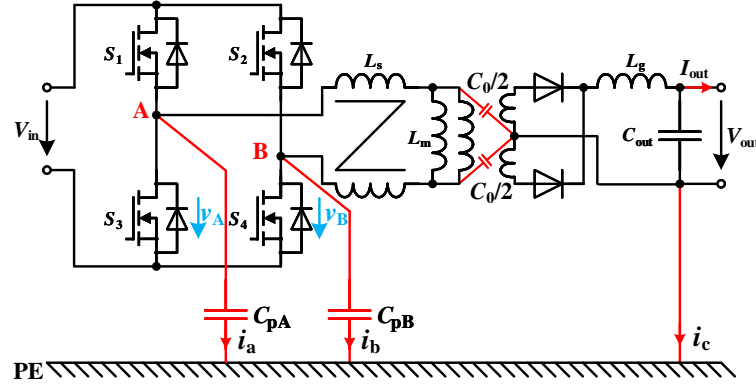 S1
S2
Ls
C0/2
Lg
Iout
A
Vin
Lm
Cout
Vout
B
S3
vA
S4
vB
C0/2
CpA
CpB
ia
ib
ic
PE